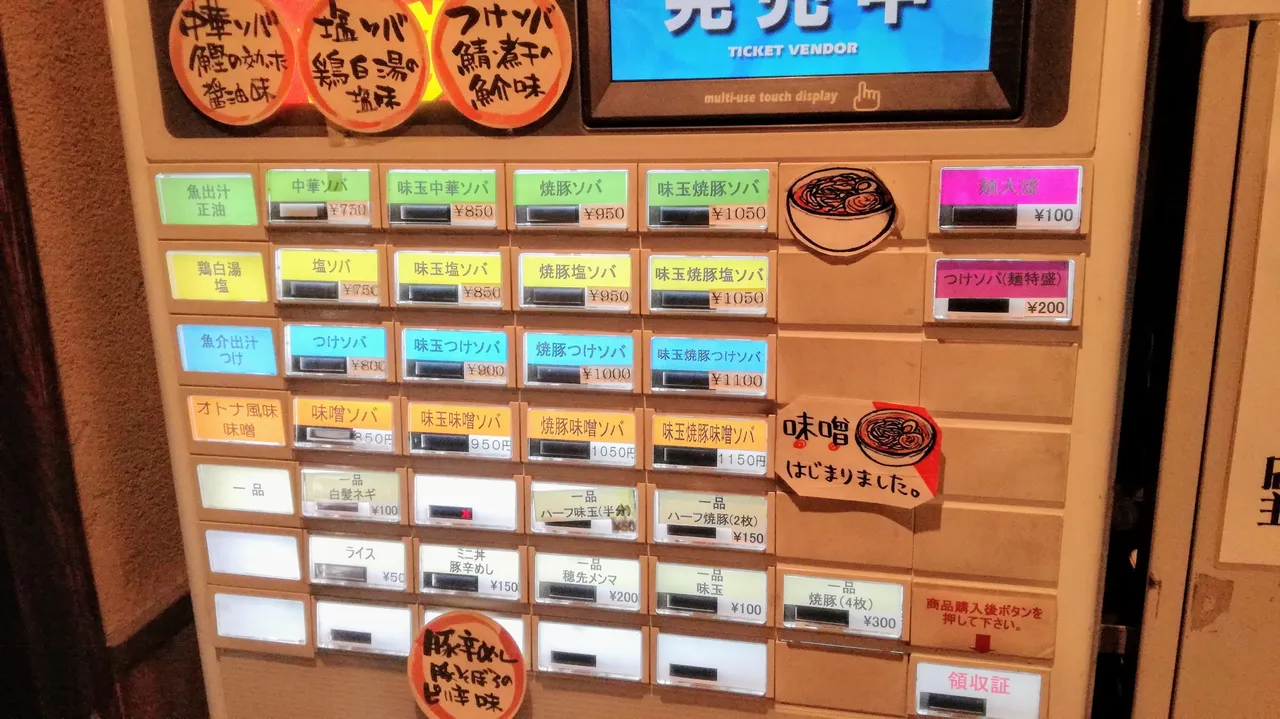 中華ソバ
鰹の効いた
醤油味
塩ソバ
鶏白湯の
塩味
つけソバ
鯖煮干の
魚介味
発売中
TICKET VENDOR
multi-use touch display
魚出汁
正油
中華ソバ
¥750
味玉中華ソバ
¥850
焼豚ソバ
¥950
味玉焼豚ソバ
¥1050
麺大盛
¥100
鶏白湯
塩
塩ソバ
¥750
味玉塩ソバ
¥850
焼豚塩ソバ
¥950
味玉焼豚塩ソバ
¥1050
つけソバ(麺特盛)
¥200
魚介出汁
つけ
つけソバ
¥800
味玉つけソバ
¥900
焼豚つけソバ
¥1000
味玉焼豚つけソバ
¥1100
オトナ風味
味噌
味噌ソバ
850円
味玉味噌ソバ
950円
焼豚味噌ソバ
1050円
味玉焼豚味噌ソバ
1150円
味噌
はじまりました。
一品
一品
白髪ネギ
¥100
一品
ハーフ味玉(半分)
¥50
一品
ハーフ焼豚(2枚)
¥150
ライス
¥50
ミニ丼
豚辛めし
¥150
一品
穂先メンマ
¥200
一品
味玉
¥100
一品
焼豚(4枚)
¥300
商品購入後ボタンを
押して下さい。
豚辛めし
豚そぼろの
ピリ辛味
領収証